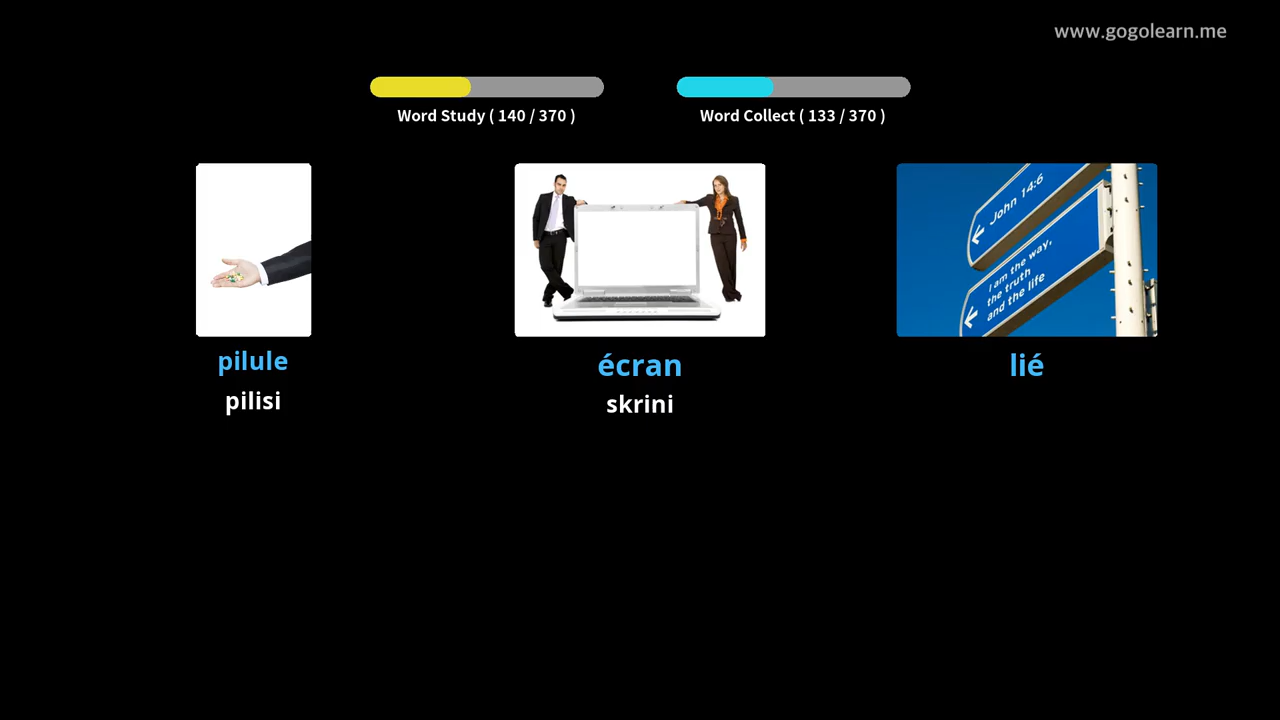 www.gogolearn.me
Word Study ( 140 / 370 )
Word Collect ( 133 / 370 )
John 14:6
I am the way,
the truth
and the life
pilule
écran
lié
pilisi
skrini